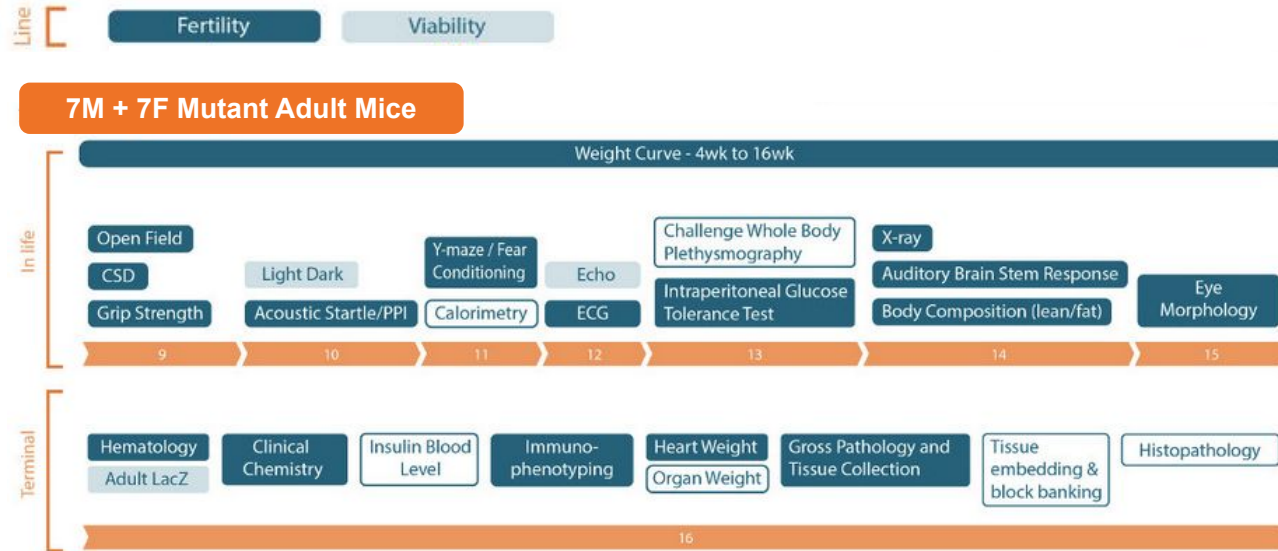 Line
Fertility
Viability
7M + 7F Mutant Adult Mice
In life
Weight Curve - 4wk to 16wk
Open Field
CSD
Grip Strength
Light Dark
Acoustic Startle/PPI
Y-maze / Fear
Conditioning
Calorimetry
Echo
ECG
Challenge Whole Body
Plethysmography
Intraperitoneal Glucose
Tolerance Test
X-ray
Auditory Brain Stem Response
Body Composition (lean/fat)
Eye
Morphology
9
10
11
12
13
14
15
Terminal
Hematology
Adult LacZ
Clinical
Chemistry
Insulin Blood
Level
Immuno-
phenotyping
Heart Weight
Organ Weight
Gross Pathology and
Tissue Collection
Tissue
embedding &
block banking
Histopathology
16